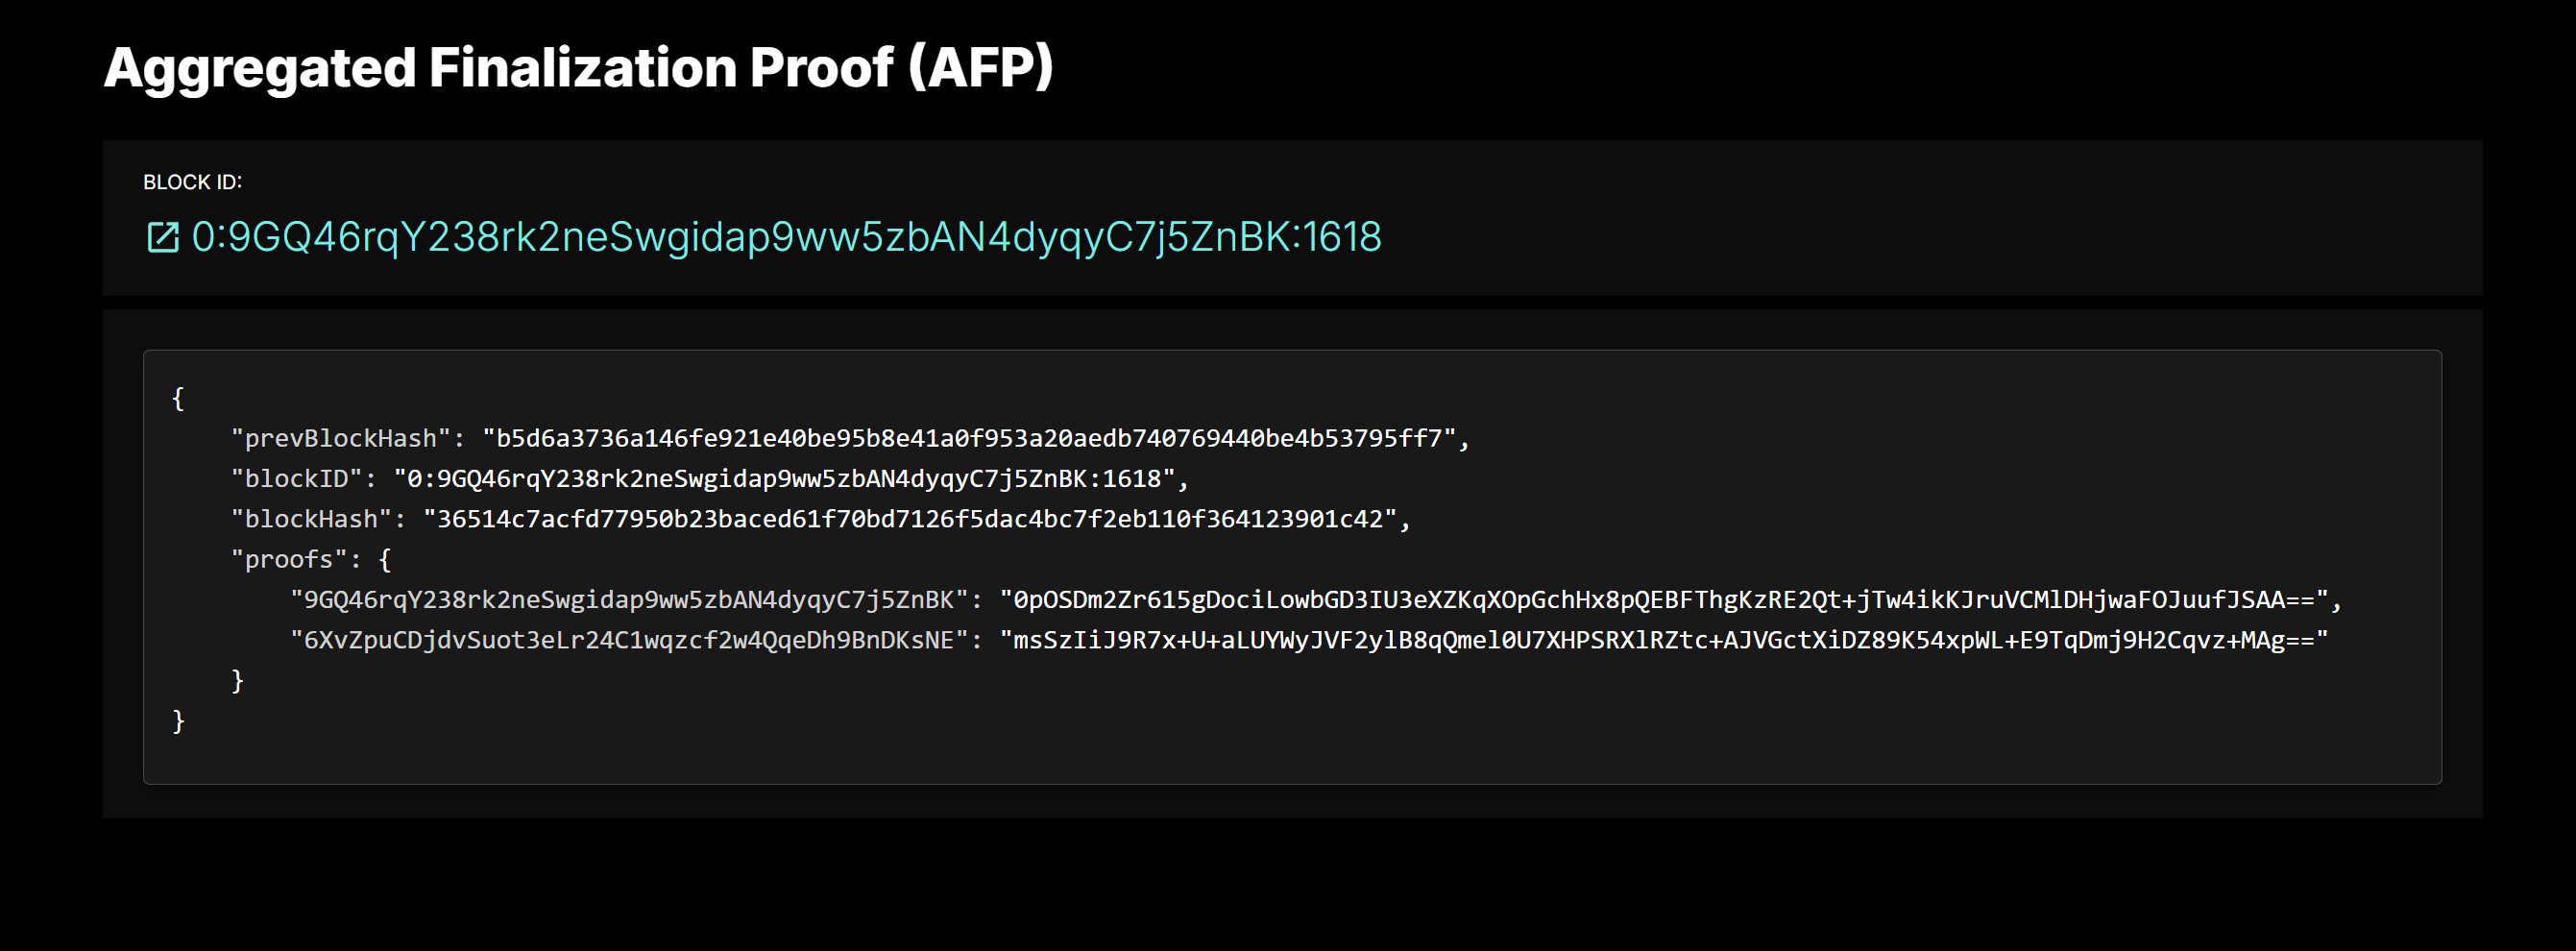 Aggregated Finalization Proof (AFP)
BLOCK ID:
0:9GQ46rqY238rk2neSwgidap9ww5zbAN4dyqyC7j5ZnBK:1618
{
    "prevBlockHash": "b5d6a3736a146fe921e40be95b8e41a0f953a20aedb740769440be4b53795ff7",
    "blockID": "0:9GQ46rqY238rk2neSwgidap9ww5zbAN4dyqyC7j5ZnBK:1618",
    "blockHash": "36514c7acfd77950b23baced61f70bd7126f5dac4bc7f2eb110f364123901c42",
    "proofs": {
        "9GQ46rqY238rk2neSwgidap9ww5zbAN4dyqyC7j5ZnBK": "0pOSDm2Zr615gDociLowbGD3IU3eXZKqXOpGchHx8pQEBFThgKzRE2Qt+jTw4ikKJruVCMlDHjwaFOJuufJSAA==",
        "6XvZpuCDjdvSuot3eLr24C1wqzcf2w4QqeDh9BnDKsNE": "msSzIiJ9R7x+U+aLUYWyJVF2ylB8qQmel0U7XHPSRXlRZtc+AJVGctXiDZ89K54xpWL+E9TqDmj9H2Cqvz+MAg=="
    }
}